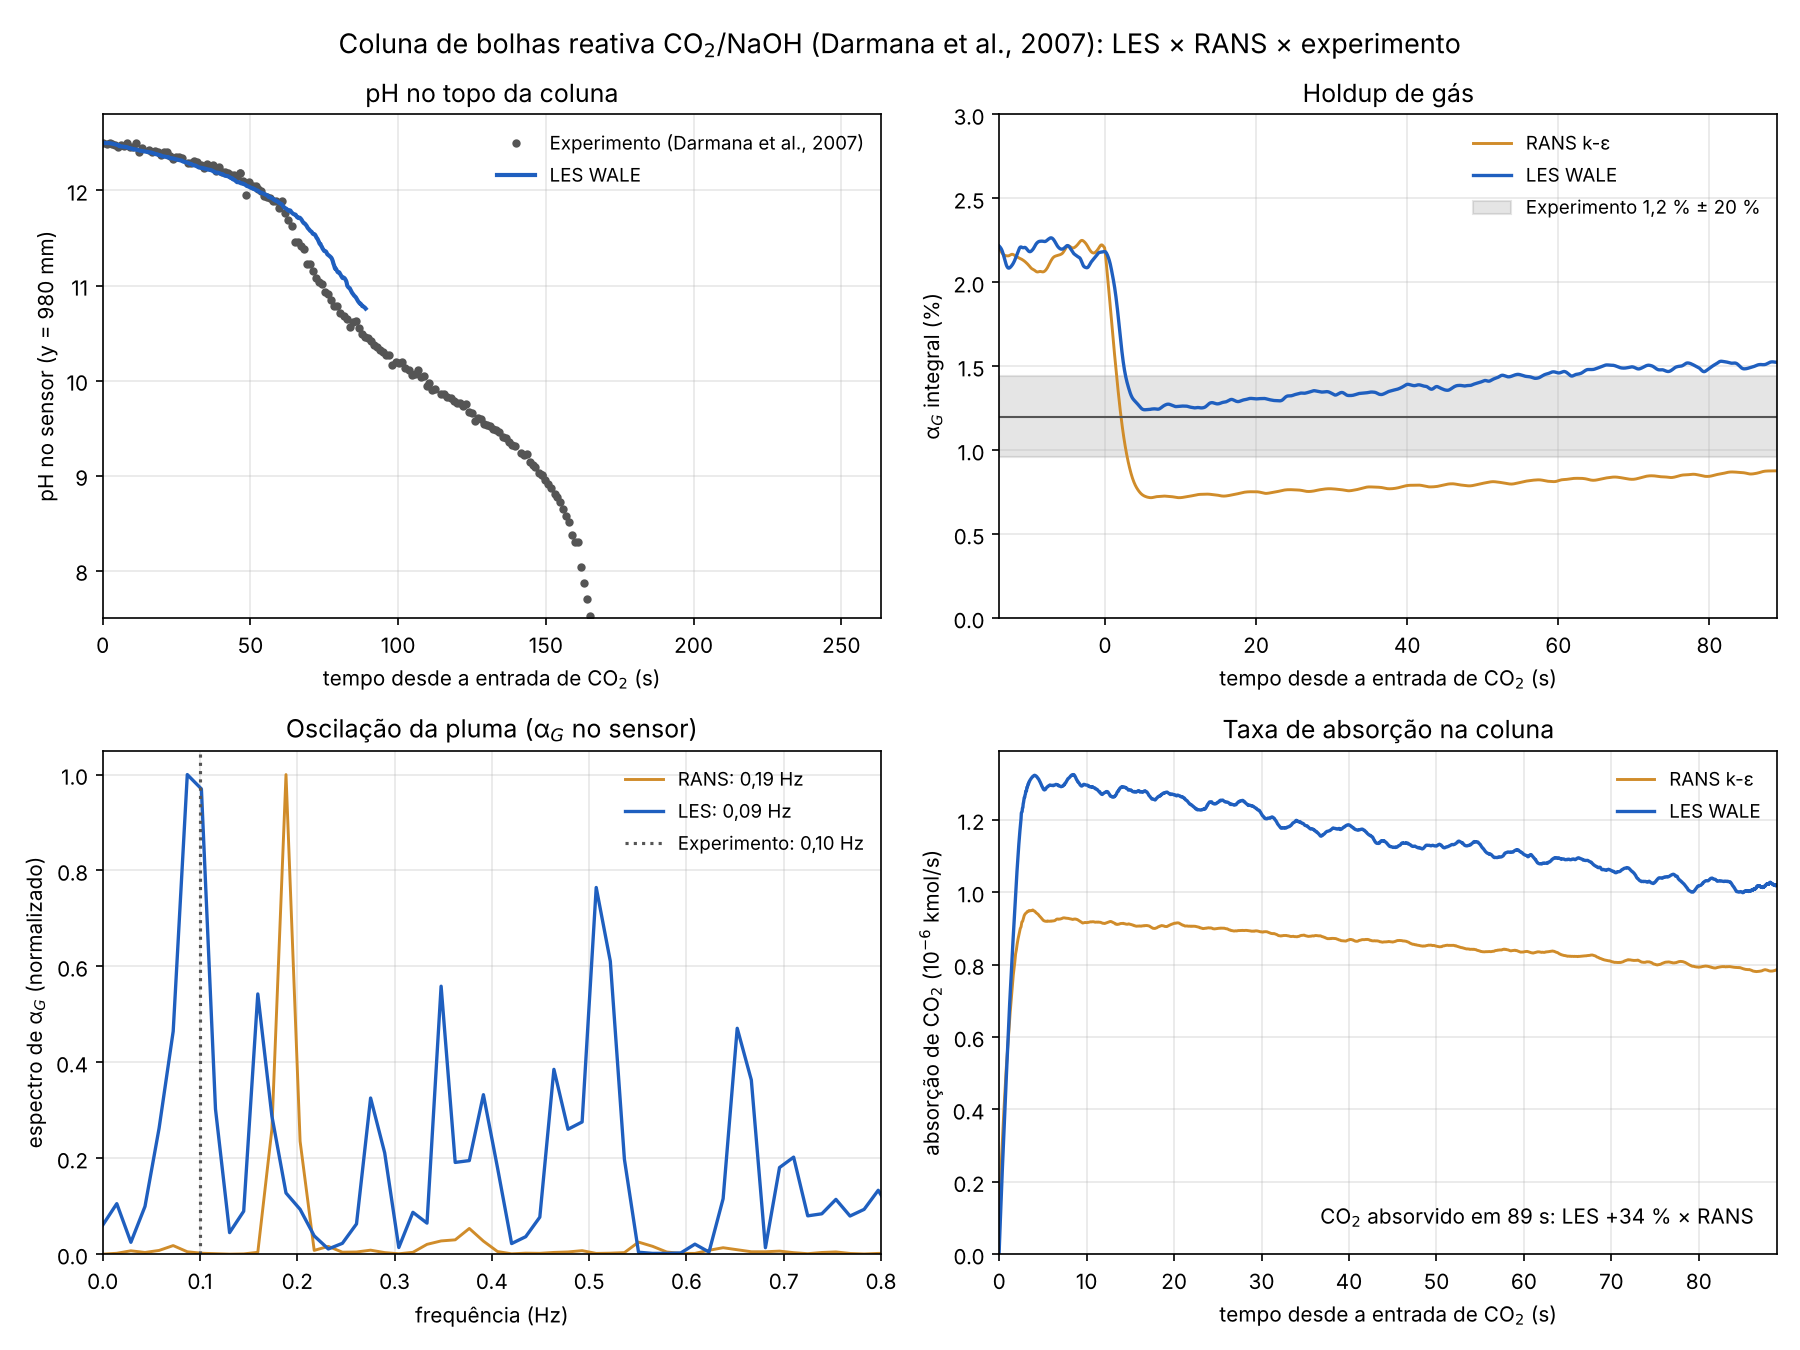 Coluna de bolhas reativa CO₂/NaOH (Darmana et al., 2007): LES × RANS × experimento
pH no topo da coluna
pH no sensor (y = 980 mm)
12
11
10
9
8
0 50 100 150 200 250
tempo desde a entrada de CO₂ (s)
Experimento (Darmana et al., 2007)
LES WALE
Holdup de gás
α_G integral (%)
3.0
2.5
2.0
1.5
1.0
0.5
0.0
0 20 40 60 80
tempo desde a entrada de CO₂ (s)
RANS k-ε
LES WALE
Experimento 1,2 % ± 20 %
Oscilação da pluma (α_G no sensor)
espectro de α_G (normalizado)
1.0
0.8
0.6
0.4
0.2
0.0
0.0 0.1 0.2 0.3 0.4 0.5 0.6 0.7 0.8
frequência (Hz)
RANS: 0,19 Hz
LES: 0,09 Hz
Experimento: 0,10 Hz
Taxa de absorção na coluna
absorção de CO₂ (10⁻⁶ kmol/s)
1.2
1.0
0.8
0.6
0.4
0.2
0.0
0 10 20 30 40 50 60 70 80
tempo desde a entrada de CO₂ (s)
RANS k-ε
LES WALE
CO₂ absorvido em 89 s: LES +34 % × RANS